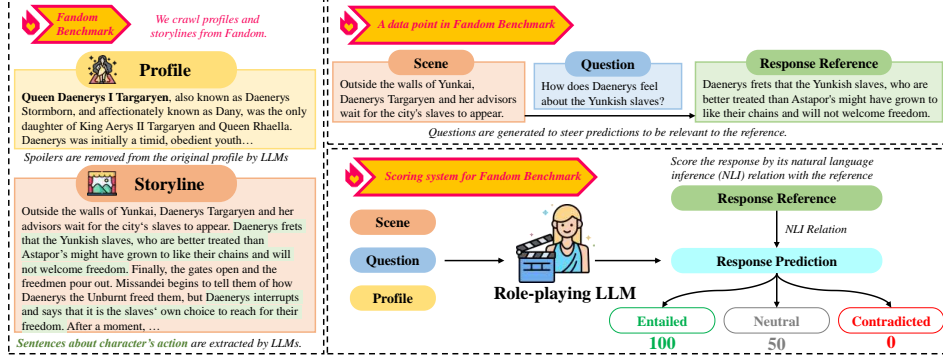 Fandom
Benchmark
We crawl profiles and
storylines from Fandom.
Profile
Queen Daenerys I Targaryen, also known as Daenerys
Stormborn, and affectionately known as Dany, was the only
daughter of King Aerys II Targaryen and Queen Rhaella.
Daenerys was initially a timid, obedient youth…
Spoilers are removed from the original profile by LLMs
Storyline
Outside the walls of Yunkai, Daenerys Targaryen and her
advisors wait for the city's slaves to appear. Daenerys frets
that the Yunkish slaves, who are better treated than
Astapor's might have grown to like their chains and will
not welcome freedom. Finally, the gates open and the
freedmen pour out. Missandei begins to tell them of how
Daenerys the Unburnt freed them, but Daenerys interrupts
and says that it is the slaves' own choice to reach for their
freedom. After a moment, …
Sentences about character's action are extracted by LLMs.
A data point in Fandom Benchmark
Scene
Outside the walls of Yunkai,
Daenerys Targaryen and her advisors
wait for the city's slaves to appear.
Question
How does Daenerys feel
about the Yunkish slaves?
Response Reference
Daenerys frets that the Yunkish slaves, who are
better treated than Astapor's might have grown to
like their chains and will not welcome freedom.
Questions are generated to steer predictions to be relevant to the reference.
Scoring system for Fandom Benchmark
Score the response by its natural language
inference (NLI) relation with the reference
Scene
Question
Profile
Role-playing LLM
Response Reference
NLI Relation
Response Prediction
Entailed
Neutral
Contradicted
100
50
0